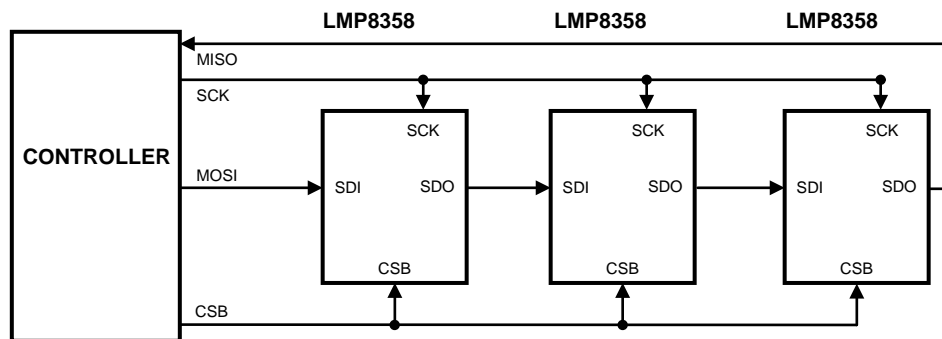 LMP8358 LMP8358 LMP8358
MISO
SCK
SCK SCK SCK
CONTROLLER
MOSI
SDI SDO SDI SDO SDI SDO
CSB CSB CSB
CSB